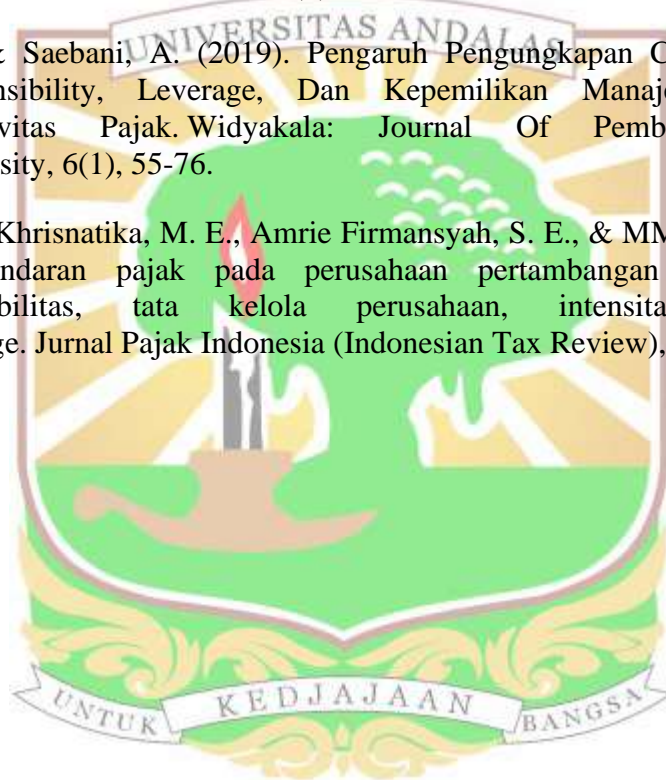 UNIVERSITAS ANDALAS
& Saebani, A. (2019). Pengaruh Pengungkapan C
nsibility, Leverage, Dan Kepemilikan Manaj
vitas Pajak. Widyakala: Journal Of Pemb
sity, 6(1), 55-76.
Khrisnatika, M. E., Amrie Firmansyah, S. E., & MM
ndaran pajak pada perusahaan pertambangan
bilitas, tata kelola perusahaan, intensita
ge. Jurnal Pajak Indonesia (Indonesian Tax Review),
UNTUK KEDJAJAAN BANGSA